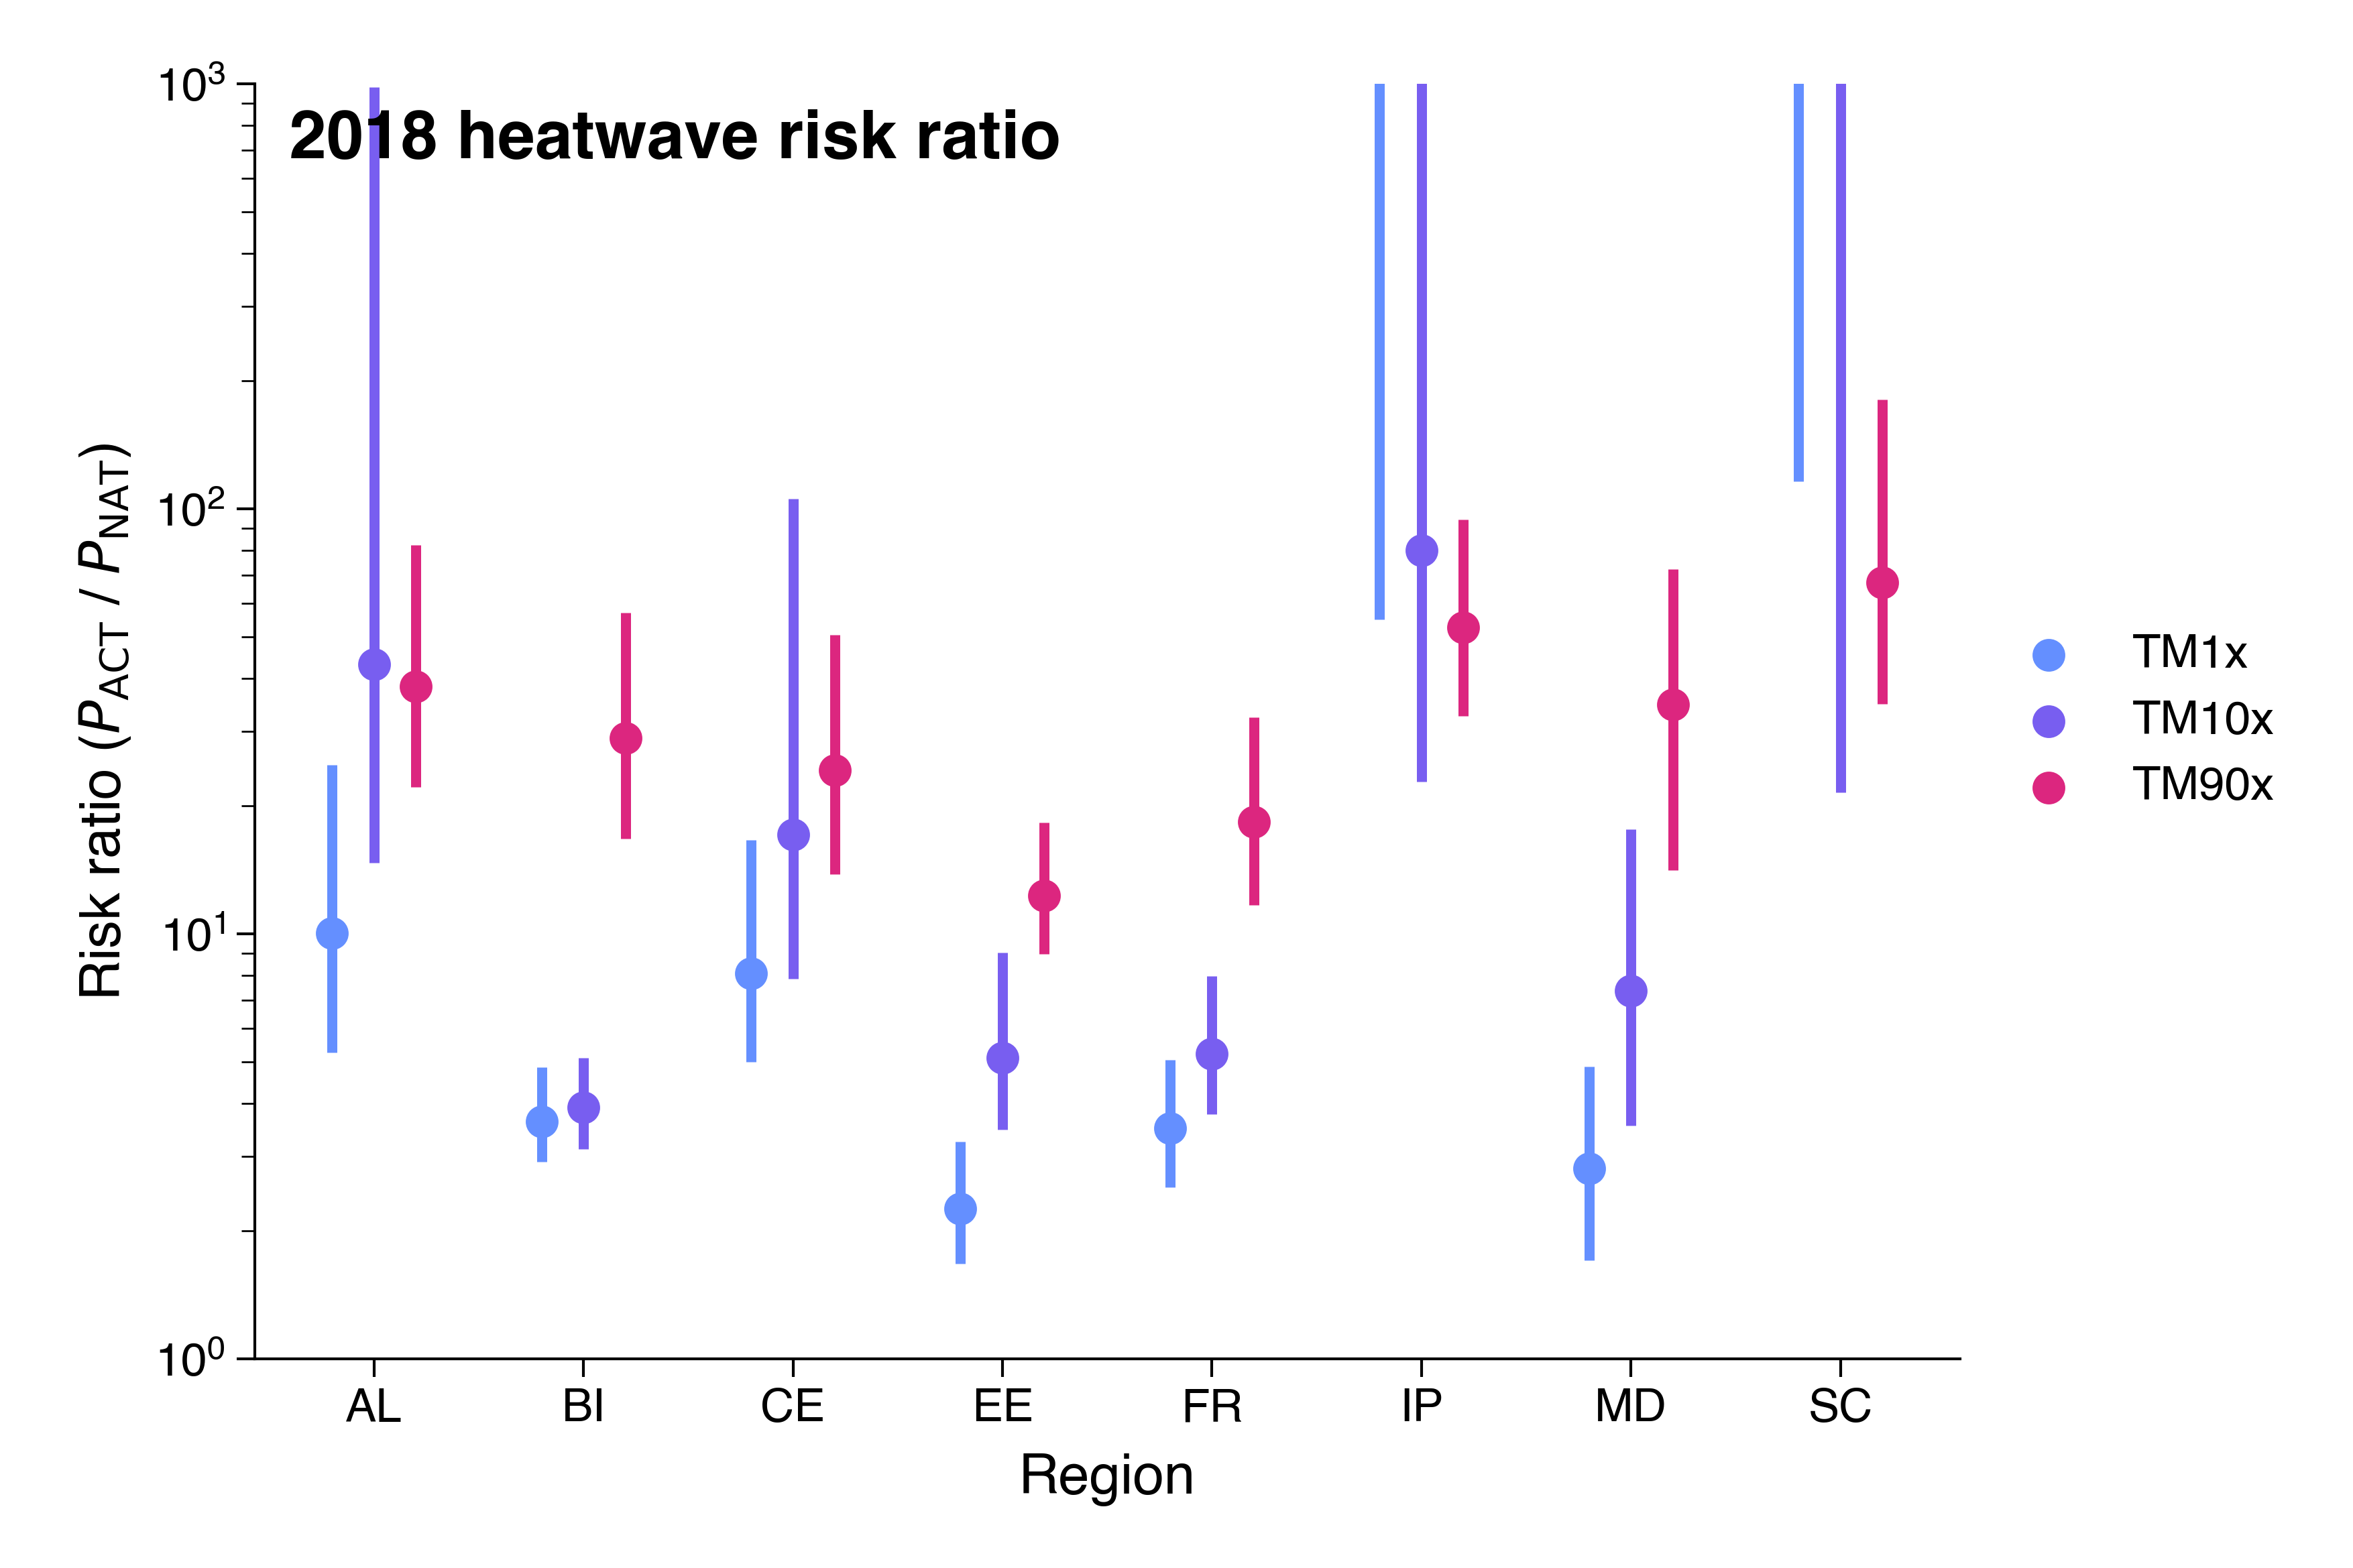 2018 heatwave risk ratio
Risk ratio (P_ACT / P_NAT)
10³
10²
10¹
10⁰
AL BI CE EE FR IP MD SC
Region
TM1x
TM10x
TM90x